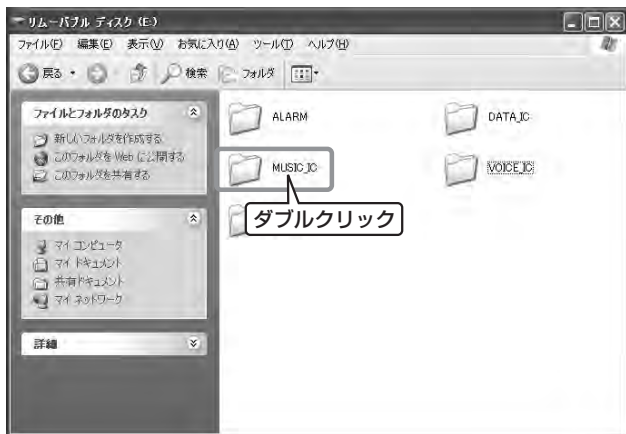 リムーバブル ディスク (E:)
ファイル(F) 編集(E) 表示(V) お気に入り(A) ツール(T) ヘルプ(H)
戻る 検索 フォルダ
ファイルとフォルダのタスク
新しいフォルダを作成する
このフォルダを Web に公開する
このフォルダを共有する
その他
マイ コンピュータ
マイ ドキュメント
共有ドキュメント
マイ ネットワーク
詳細
ALARM
DATA_IC
MUSIC_IC
VOICE_IC
ダブルクリック